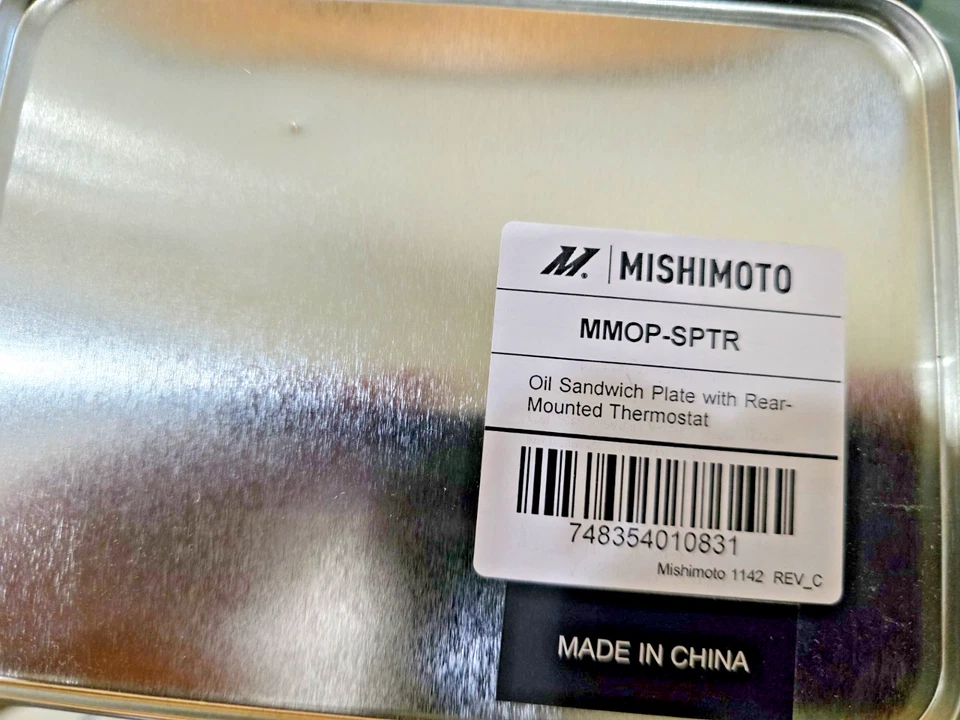 MISHIMOTO
MMOP-SPTR
Oil Sandwich Plate with Rear-
Mounted Thermostat
748354010831
Mishimoto 1142 REV_C
MADE IN CHINA